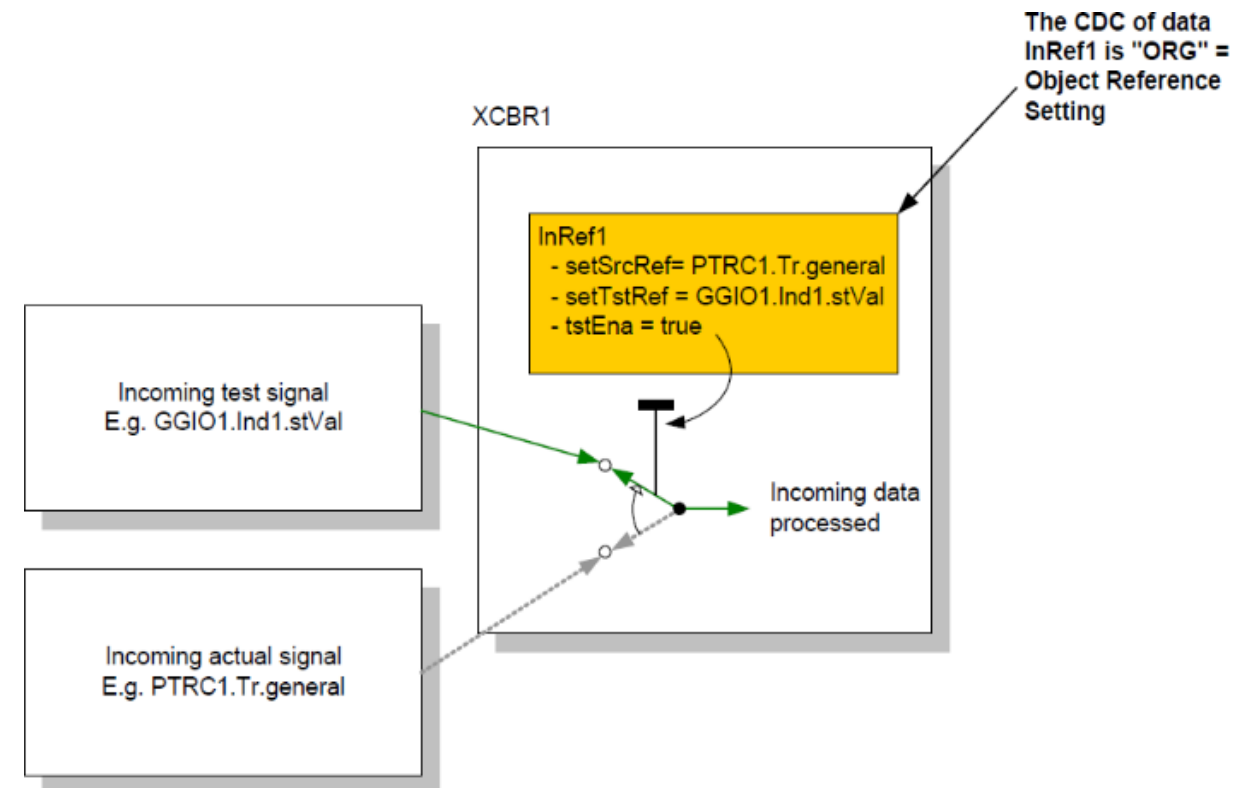 The CDC of data
InRef1 is "ORG" =
Object Reference
Setting
XCBR1
InRef1
- setSrcRef= PTRC1.Tr.general
- setTstRef = GGIO1.Ind1.stVal
- tstEna = true
Incoming test signal
E.g. GGIO1.Ind1.stVal
Incoming data
processed
Incoming actual signal
E.g. PTRC1.Tr.general